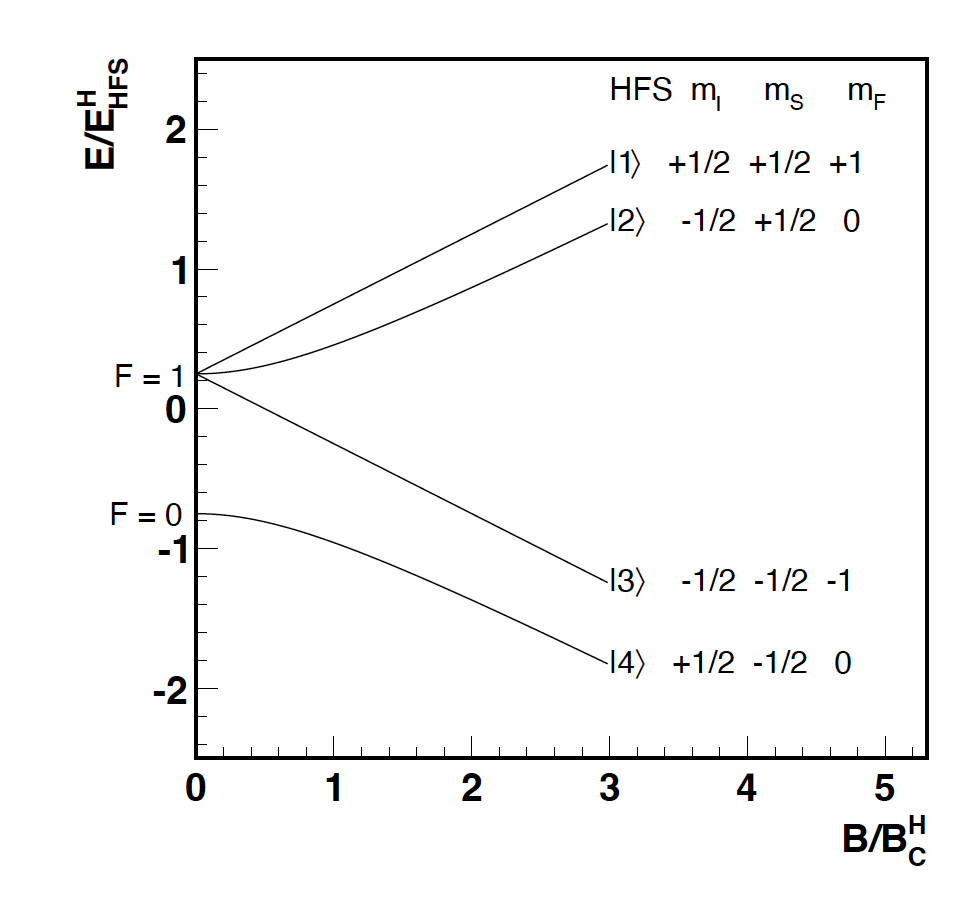 E/E^H_HFS
HFS m_I m_S m_F
2
|1⟩ +1/2 +1/2 +1
|2⟩ -1/2 +1/2 0
1
F = 1
0
F = 0
-1
|3⟩ -1/2 -1/2 -1
|4⟩ +1/2 -1/2 0
-2
0 1 2 3 4 5
B/B^H_C